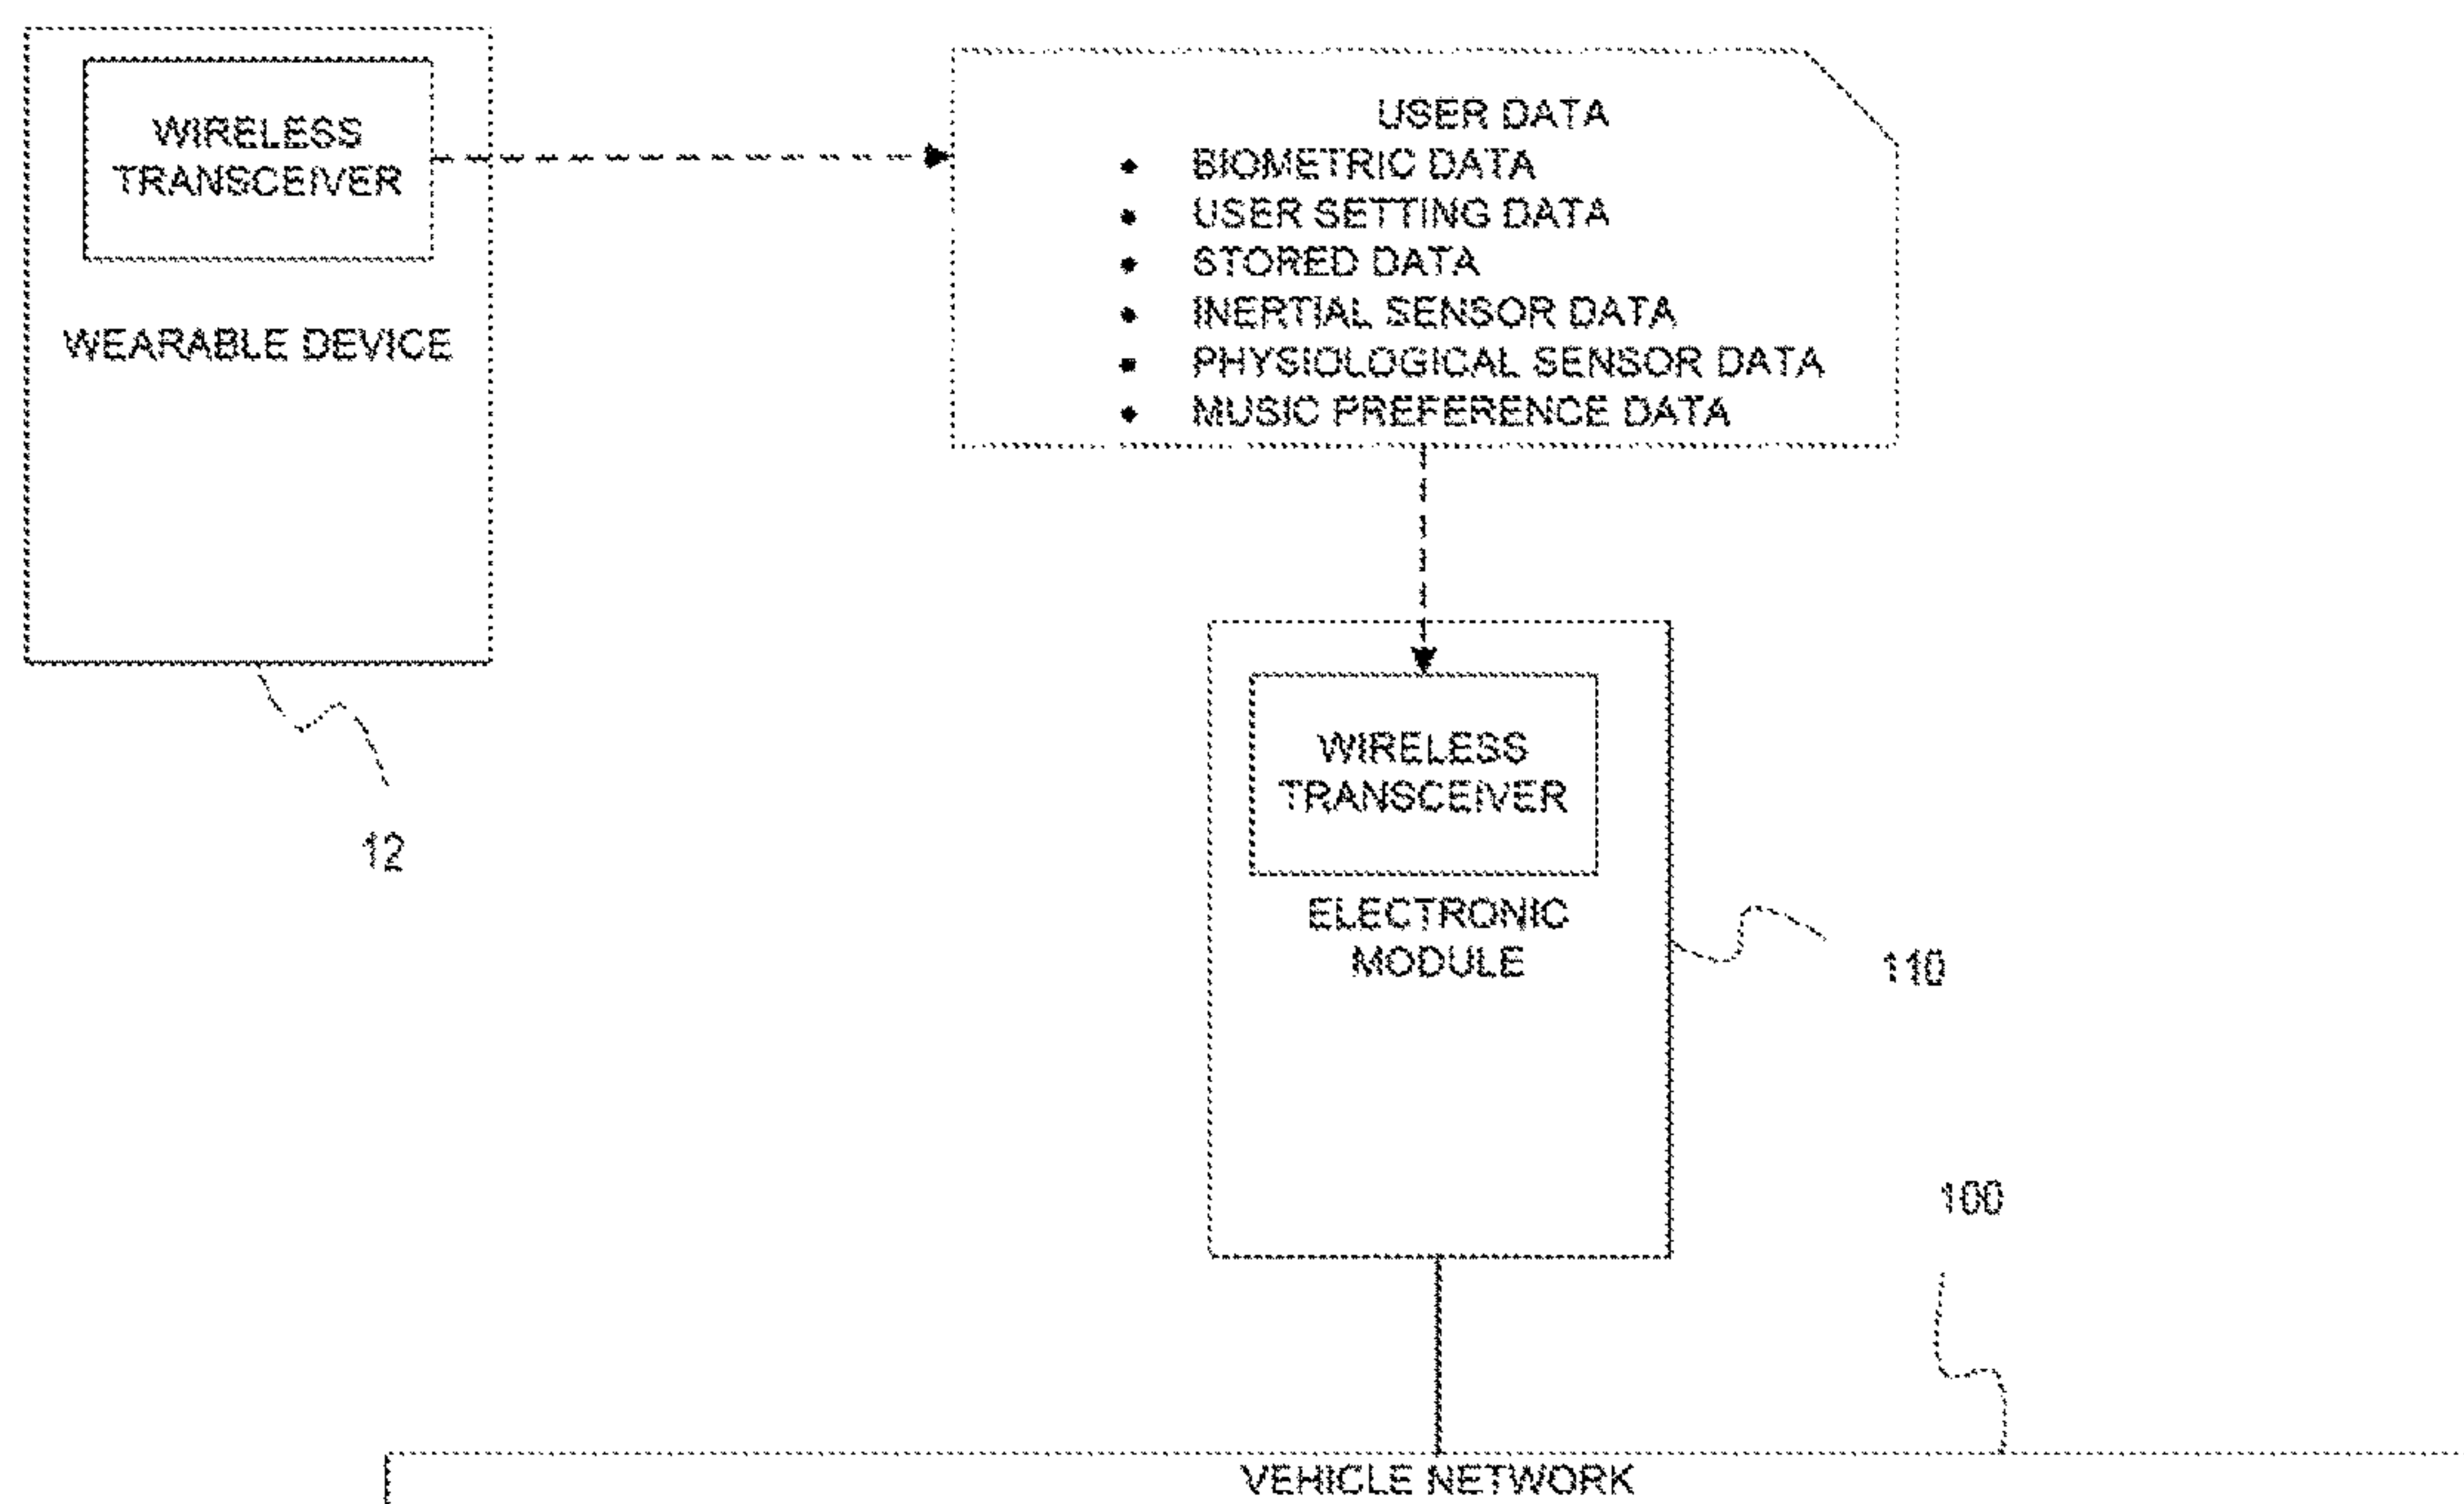 WIRELESS
TRANSCEIVER
WEARABLE DEVICE
12
USER DATA
• BIOMETRIC DATA
• USER SETTING DATA
• STORED DATA
• INERTIAL SENSOR DATA
• PHYSIOLOGICAL SENSOR DATA
• MUSIC PREFERENCE DATA
WIRELESS
TRANSCEIVER
ELECTRONIC
MODULE
110
100
VEHICLE NETWORK